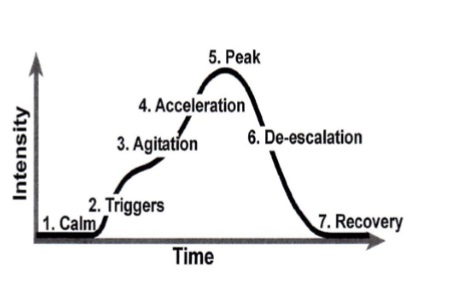 5. Peak
4. Acceleration
3. Agitation
6. De-escalation
2. Triggers
1. Calm
7. Recovery
Intensity
Time